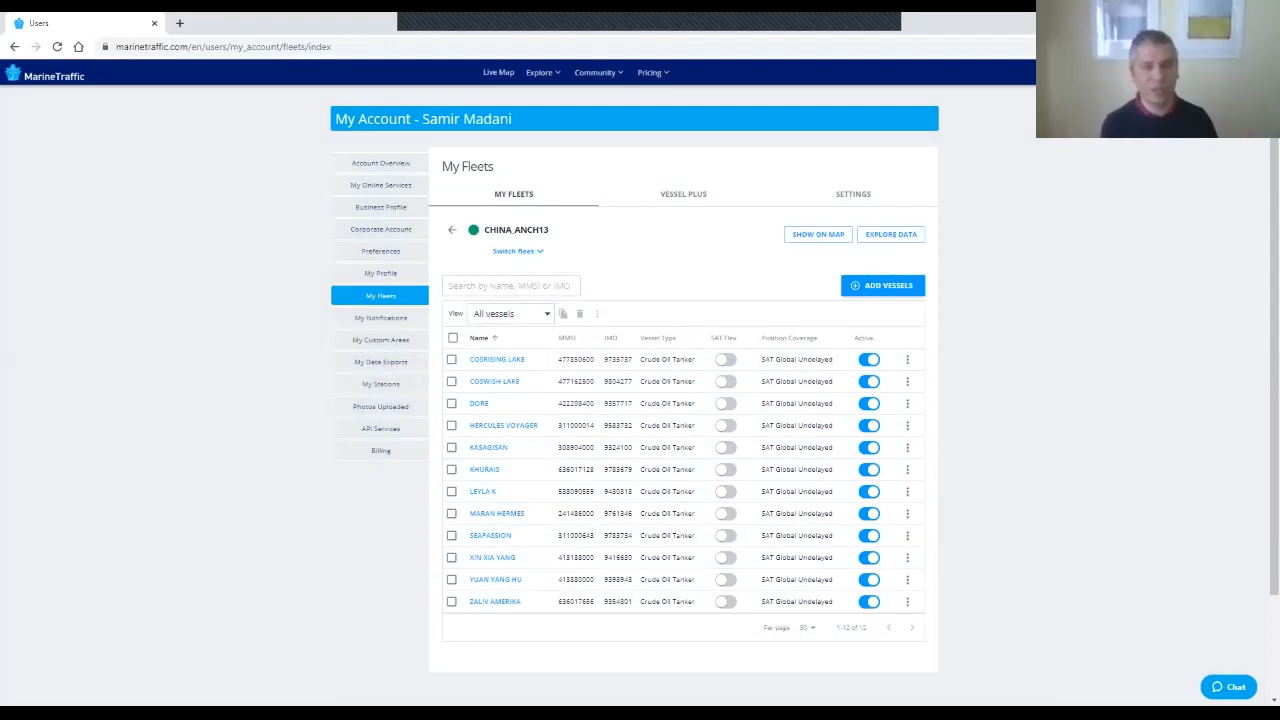 Users
marinetraffic.com/en/users/my_account/fleets/index
MarineTraffic
Live Map Explore Community Pricing
My Account - Samir Madani
Account Overview
My Online Services
Business Profile
Corporate Account
Preferences
My Profile
My Fleets
My Notifications
My Custom Areas
My Data Exports
My Stations
Photos Uploaded
API Services
Billing
My Fleets
MY FLEETS VESSEL PLUS SETTINGS
CHINA_ANCH13
SHOW ON MAP EXPLORE DATA
Switch fleet
Search by Name, MMSI or IMO
ADD VESSELS
View All vessels
Name MMSI IMO Vessel Type SAT Flex Position Coverage Active...
COSRISING LAKE 477850600 9735737 Crude Oil Tanker SAT Global Undelayed
COSWISH LAKE 477162500 9804277 Crude Oil Tanker SAT Global Undelayed
DORE 422208400 9357717 Crude Oil Tanker SAT Global Undelayed
HERCULES VOYAGER 311000014 9583732 Crude Oil Tanker SAT Global Undelayed
KASAGISAN 308904000 9324100 Crude Oil Tanker SAT Global Undelayed
KHURAIS 636017128 9783679 Crude Oil Tanker SAT Global Undelayed
LEYLA K 538090559 9430313 Crude Oil Tanker SAT Global Undelayed
MARAN HERMES 241486000 9761346 Crude Oil Tanker SAT Global Undelayed
SEAPASSION 311000643 9783734 Crude Oil Tanker SAT Global Undelayed
XIN XIA YANG 413188000 9416630 Crude Oil Tanker SAT Global Undelayed
YUAN YANG HU 413880000 9398943 Crude Oil Tanker SAT Global Undelayed
ZALIV AMERIKA 636017656 9354301 Crude Oil Tanker SAT Global Undelayed
Per page 30 1-12 of 12
Chat